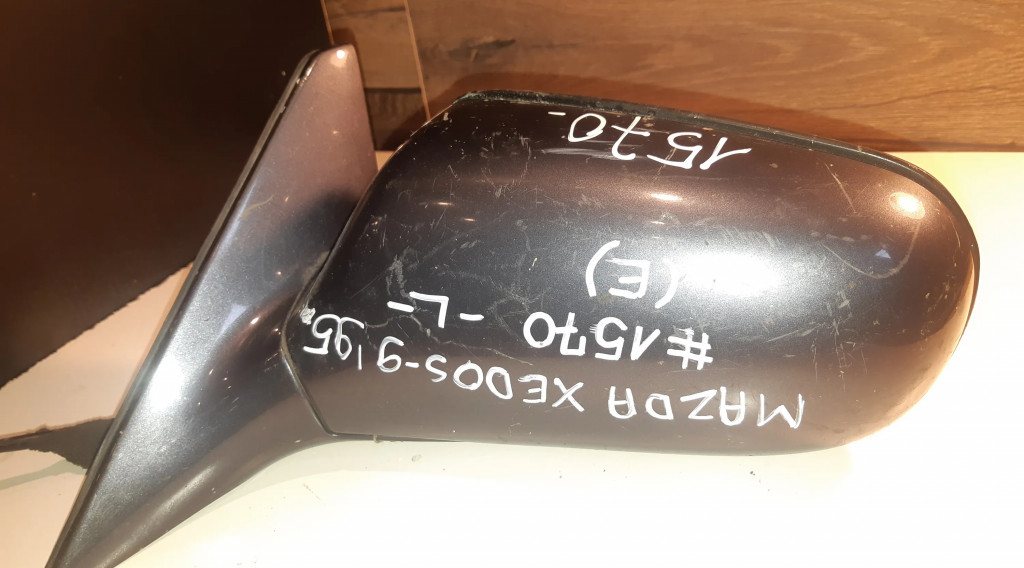 MAZDA XEDOS-9'95
#1570 -L-
(E)
1570-